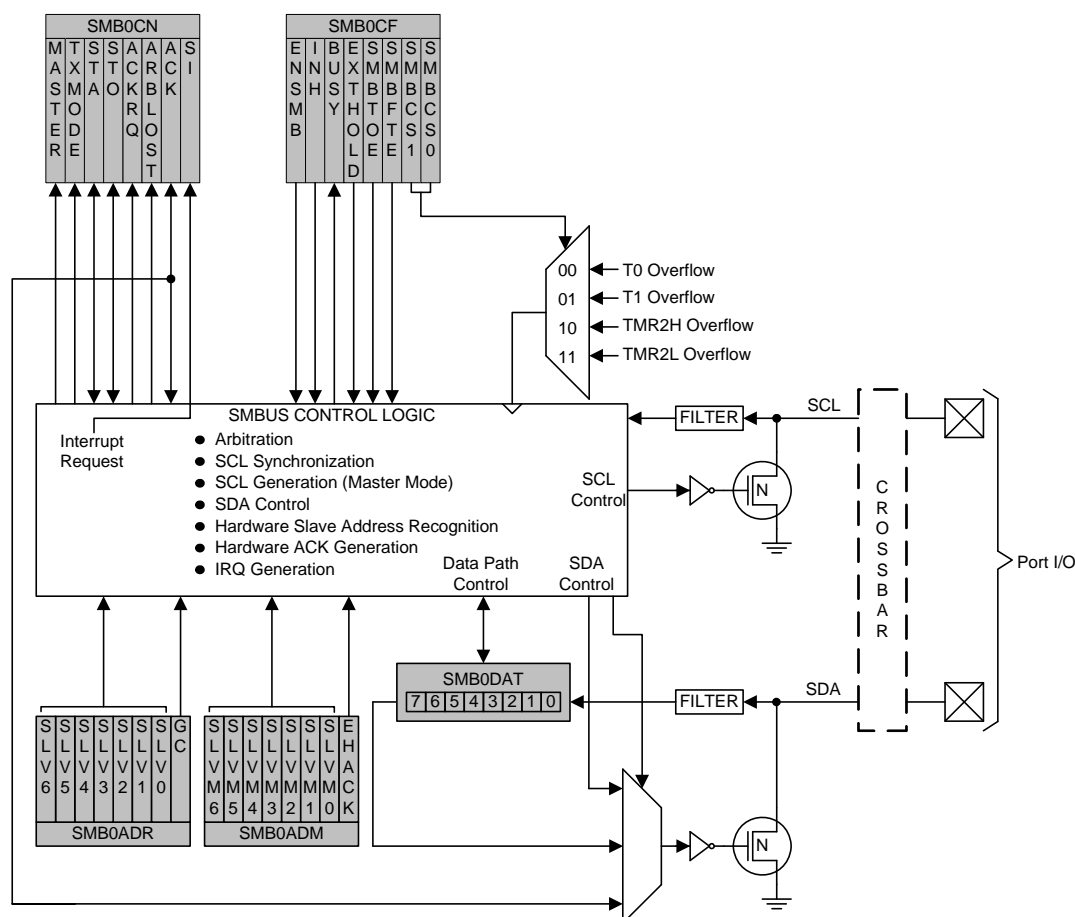 SMB0CN
MASTER
TXMODE
STA
STO
ACKRQ
ARBLOST
ACK
SI
SMB0CF
ENSMB
INH
BUSY
EXTHOLD
SMBTOE
SMBFTE
SMBCS1
SMBCS0
00
T0 Overflow
01
T1 Overflow
10
TMR2H Overflow
11
TMR2L Overflow
SMBUS CONTROL LOGIC
Interrupt
Request
● Arbitration
● SCL Synchronization
● SCL Generation (Master Mode)
● SDA Control
● Hardware Slave Address Recognition
● Hardware ACK Generation
● IRQ Generation
SCL
Control
Data Path
Control
SDA
Control
FILTER
SCL
N
CROSSBAR
Port I/O
SMB0DAT
7 6 5 4 3 2 1 0
FILTER
SDA
N
SLV6
SLV5
SLV4
SLV3
SLV2
SLV1
SLV0
GC
SMB0ADR
SLVM6
SLVM5
SLVM4
SLVM3
SLVM2
SLVM1
SLVM0
EHACK
SMB0ADM